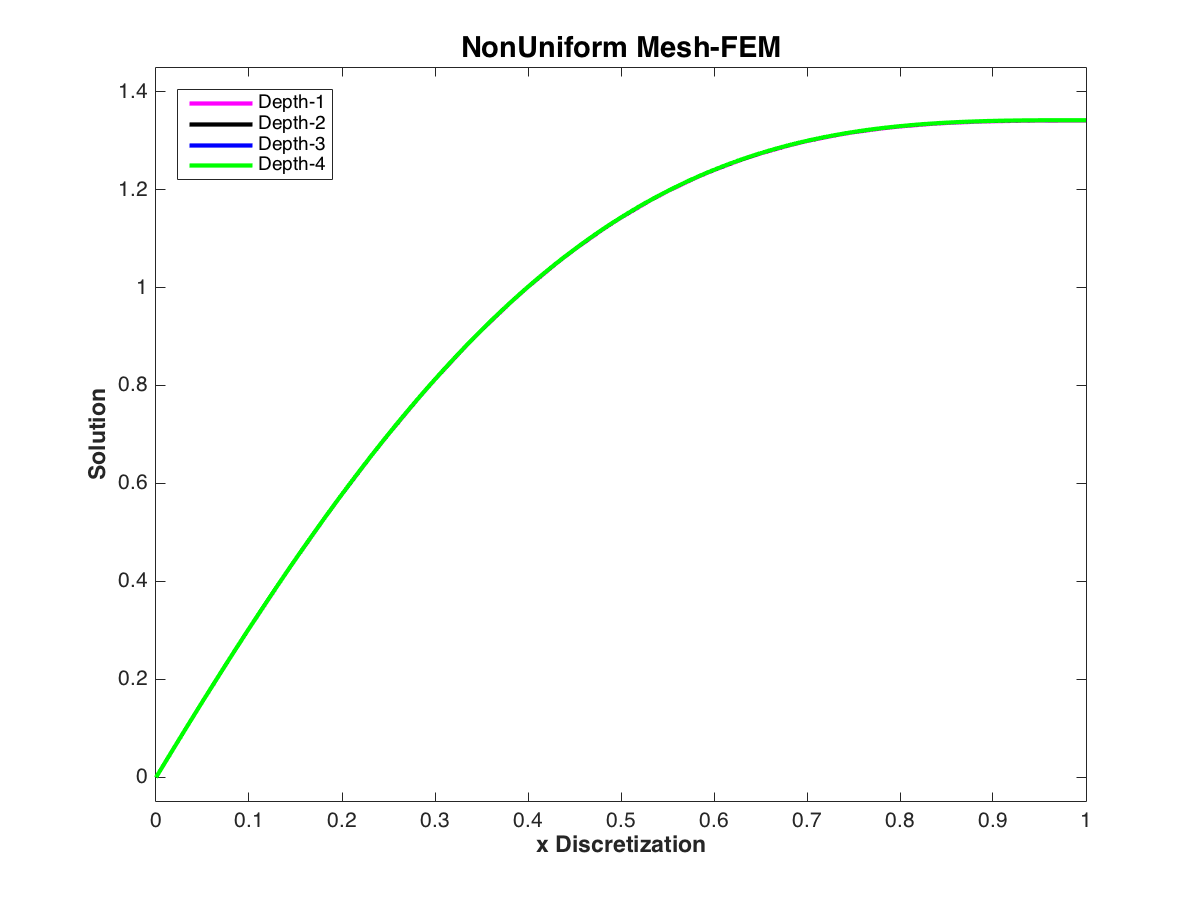 NonUniform Mesh-FEM
Depth-1
Depth-2
Depth-3
Depth-4
1.4
1.2
1
0.8
0.6
0.4
0.2
0
Solution
0 0.1 0.2 0.3 0.4 0.5 0.6 0.7 0.8 0.9 1
x Discretization